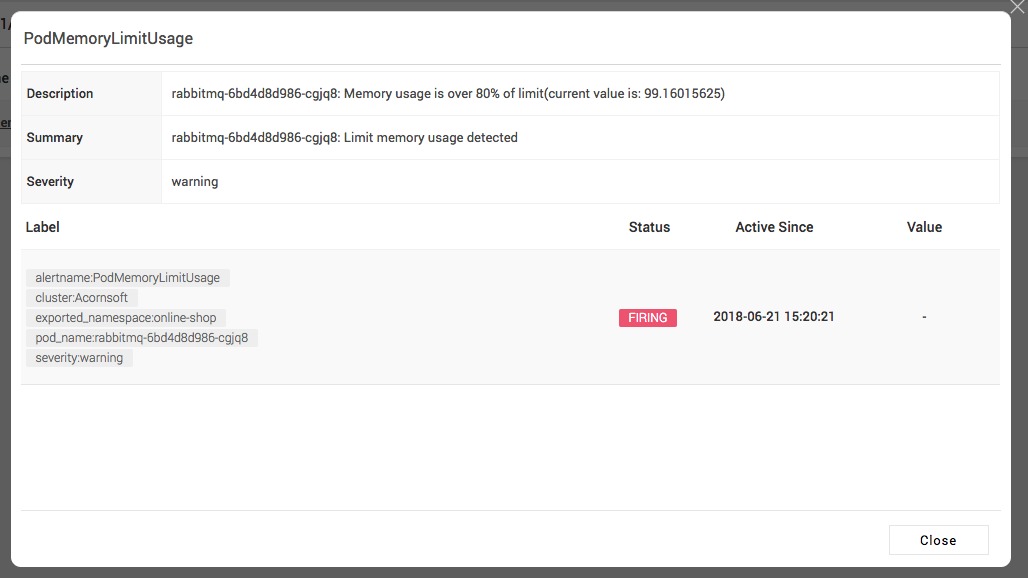 1/
PodMemoryLimitUsage
Description rabbitmq-6bd4d8d986-cgjq8: Memory usage is over 80% of limit(current value is: 99.16015625)
Summary rabbitmq-6bd4d8d986-cgjq8: Limit memory usage detected
Severity warning
Label Status Active Since Value
alertname:PodMemoryLimitUsage
cluster:Acornsoft
exported_namespace:online-shop
pod_name:rabbitmq-6bd4d8d986-cgjq8
severity:warning
FIRING 2018-06-21 15:20:21 -
Close